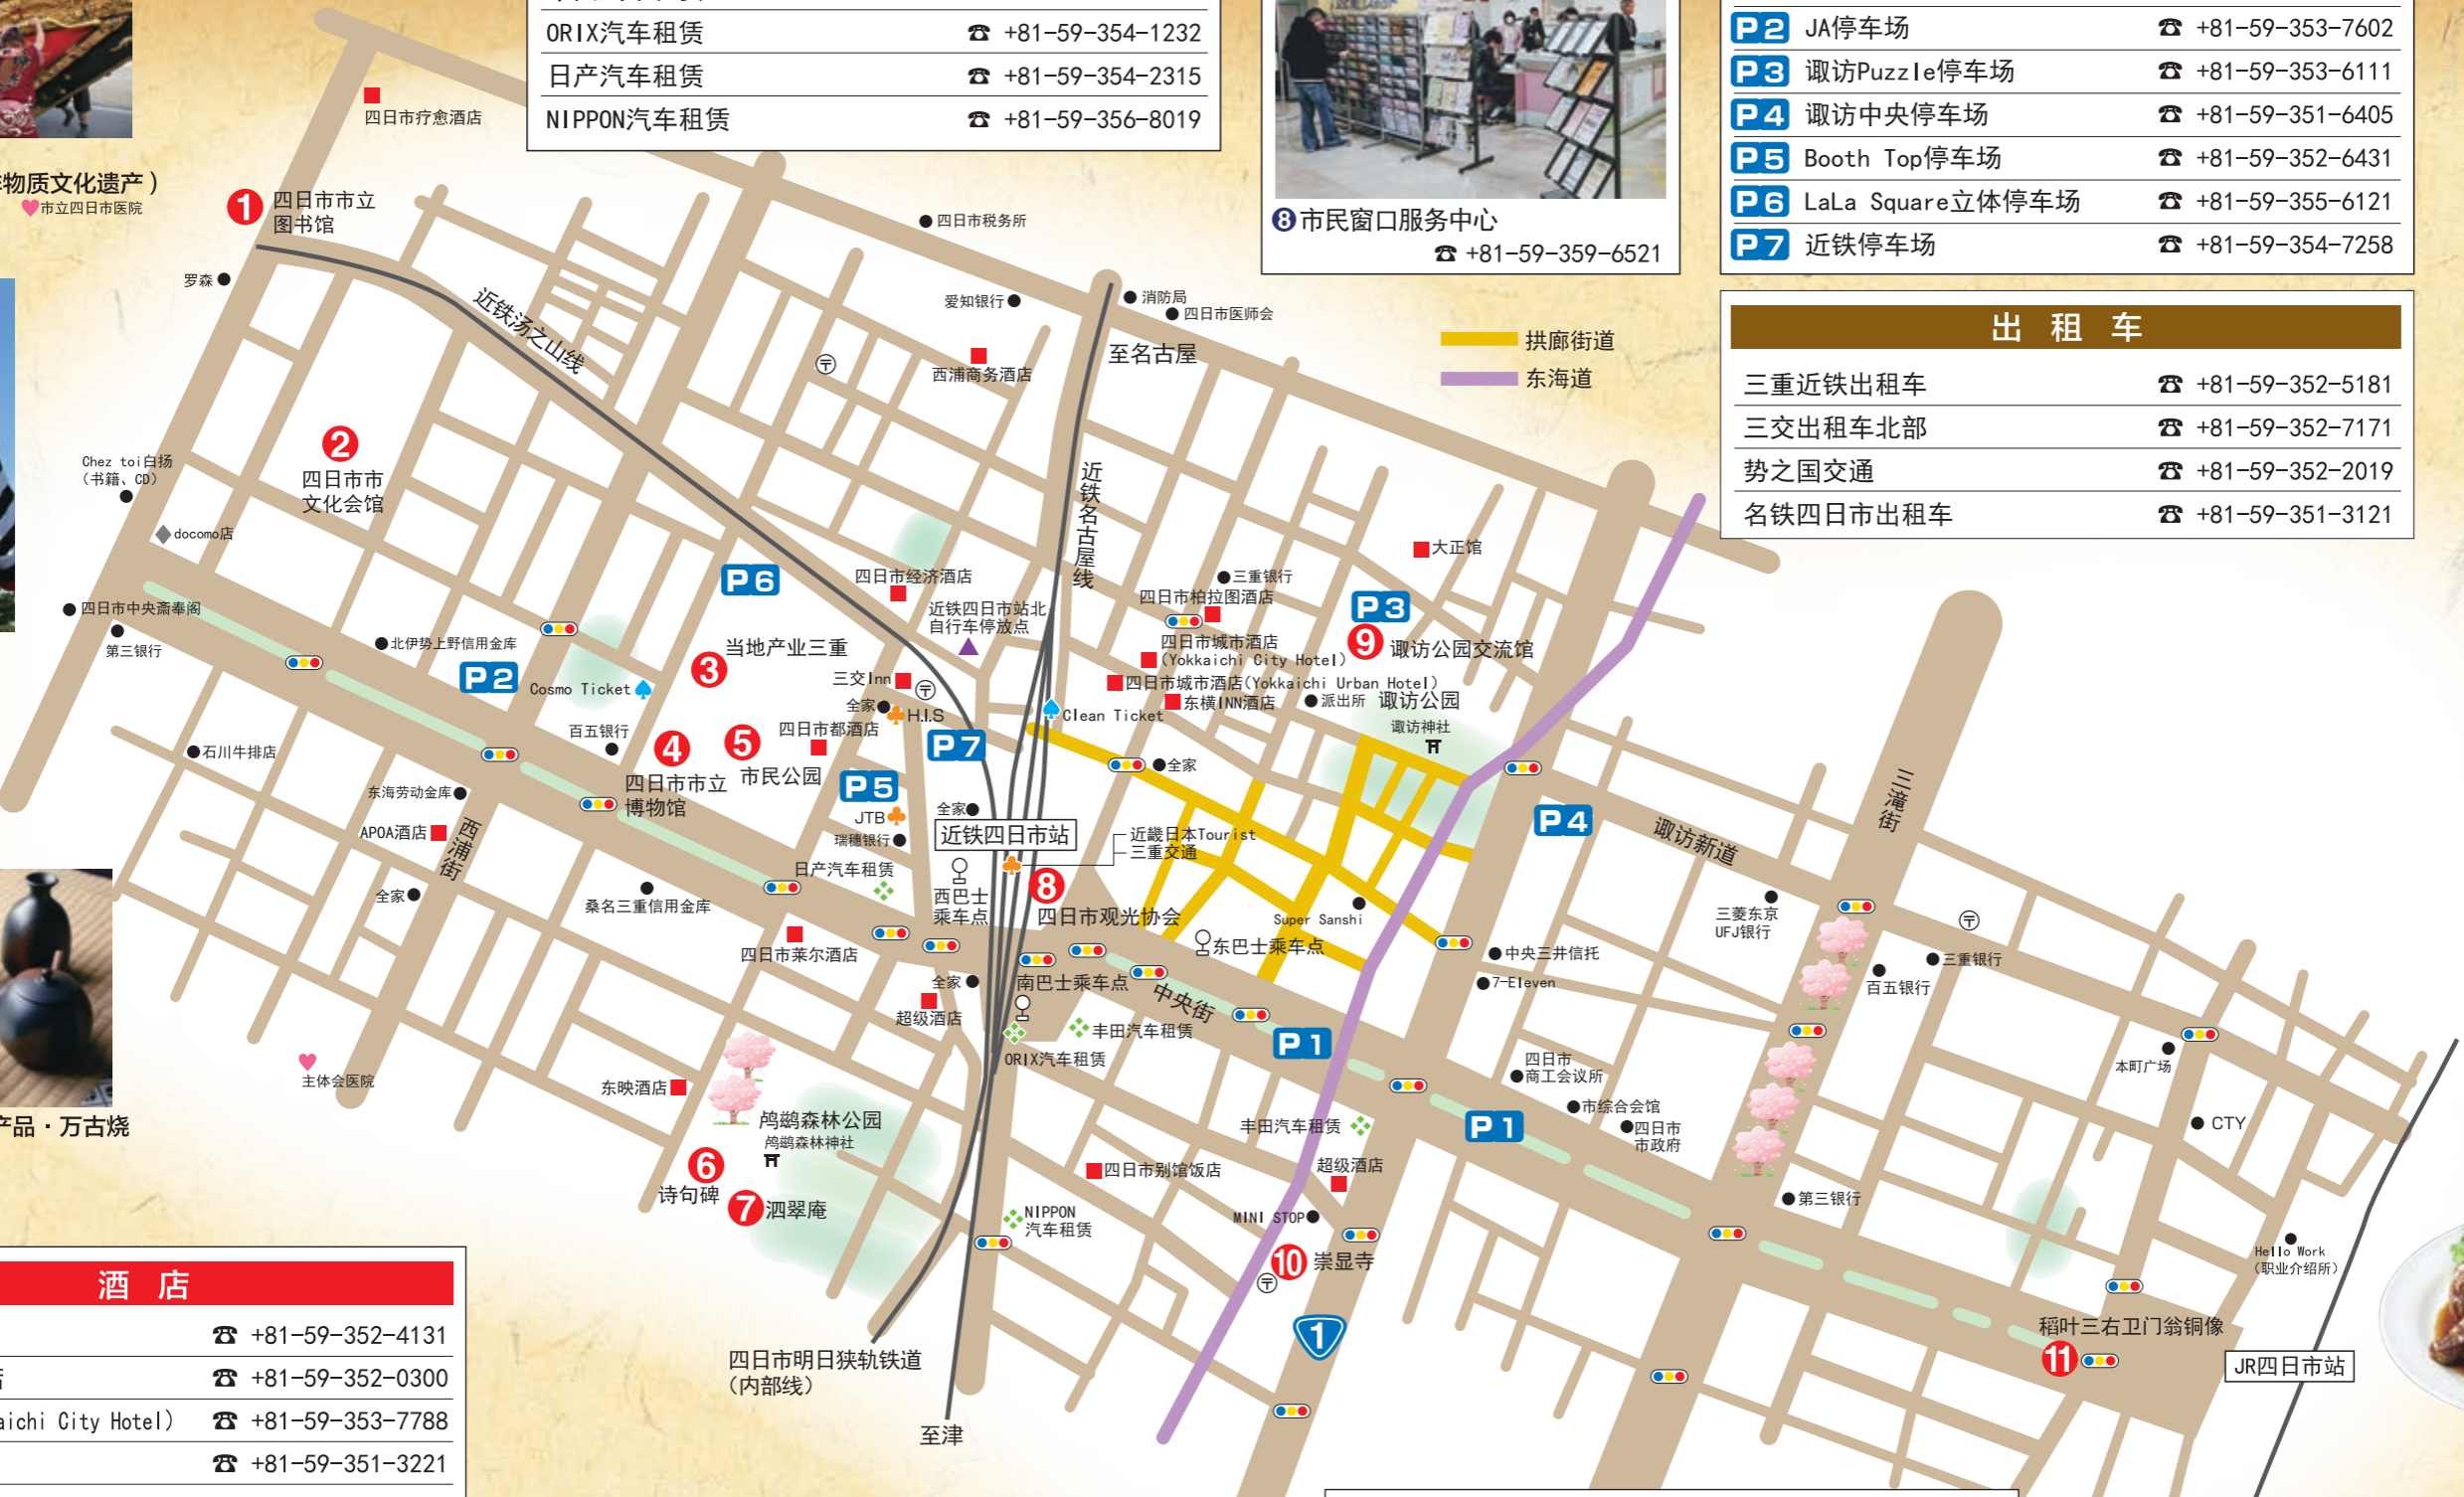 ORIX汽车租赁 ☎ +81-59-354-1232
日产汽车租赁 ☎ +81-59-354-2315
NIPPON汽车租赁 ☎ +81-59-356-8019
❽市民窗口服务中心
☎ +81-59-359-6521
P2 JA停车场 ☎ +81-59-353-7602
P3 诹访Puzzle停车场 ☎ +81-59-353-6111
P4 诹访中央停车场 ☎ +81-59-351-6405
P5 Booth Top停车场 ☎ +81-59-352-6431
P6 LaLa Square立体停车场 ☎ +81-59-355-6121
P7 近铁停车场 ☎ +81-59-354-7258
出 租 车
三重近铁出租车 ☎ +81-59-352-5181
三交出租车北部 ☎ +81-59-352-7171
势之国交通 ☎ +81-59-352-2019
名铁四日市出租车 ☎ +81-59-351-3121
拱廊街道
东海道
四日市疗愈酒店
物质文化遗产)
市立四日市医院
1 四日市市立
图书馆
罗森
近铁汤之山线
四日市税务所
爱知银行
消防局
四日市医师会
西浦商务酒店
至名古屋
〒
2
四日市市
文化会馆
Chez toi白扬
(书籍、CD)
docomo店
近铁名古屋线
大正馆
P6
四日市经济酒店
近铁四日市站北
自行车停放点
三重银行
四日市柏拉图酒店
P3
四日市中央斋奉阁
第三银行
北伊势上野信用金库
P2
Cosmo Ticket
3
当地产业三重
三交Inn
〒
全家
H.I.S
四日市城市酒店
(Yokkaichi City Hotel)
9 诹访公园交流馆
四日市城市酒店(Yokkaichi Urban Hotel)
东横INN酒店
派出所
诹访公园
诹访神社
Clean Ticket
石川牛排店
百五银行
4
四日市市立
博物馆
5
市民公园
四日市都酒店
P7
P5
全家
东海劳动金库
APOA酒店
西浦街
JTB
瑞穗银行
日产汽车租赁
全家
近铁四日市站
近畿日本Tourist
三重交通
P4
诹访新道
三滝街
全家
桑名三重信用金库
西巴士
乘车点
8
四日市观光协会
Super Sanshi
东巴士乘车点
三菱东京
UFJ银行
〒
四日市莱尔酒店
全家
南巴士乘车点
中央街
中央三井信托
7-Eleven
三重银行
百五银行
超级酒店
丰田汽车租赁
ORIX汽车租赁
P1
四日市
商工会议所
本町广场
主体会医院
东映酒店
鸬鹚森林公园
鸬鹚森林神社
丰田汽车租赁
P1
市综合会馆
四日市
市政府
CTY
产品・万古烧
6
诗句碑
7 泗翠庵
四日市别馆饭店
超级酒店
第三银行
NIPPON
汽车租赁
MINI STOP
10 崇显寺
〒
Hello Work
(职业介绍所)
1
稻叶三右卫门翁铜像
11
JR四日市站
四日市明日狭轨铁道
(内部线)
至津
酒 店
☎ +81-59-352-4131
☎ +81-59-352-0300
aichi City Hotel) ☎ +81-59-353-7788
☎ +81-59-351-3221